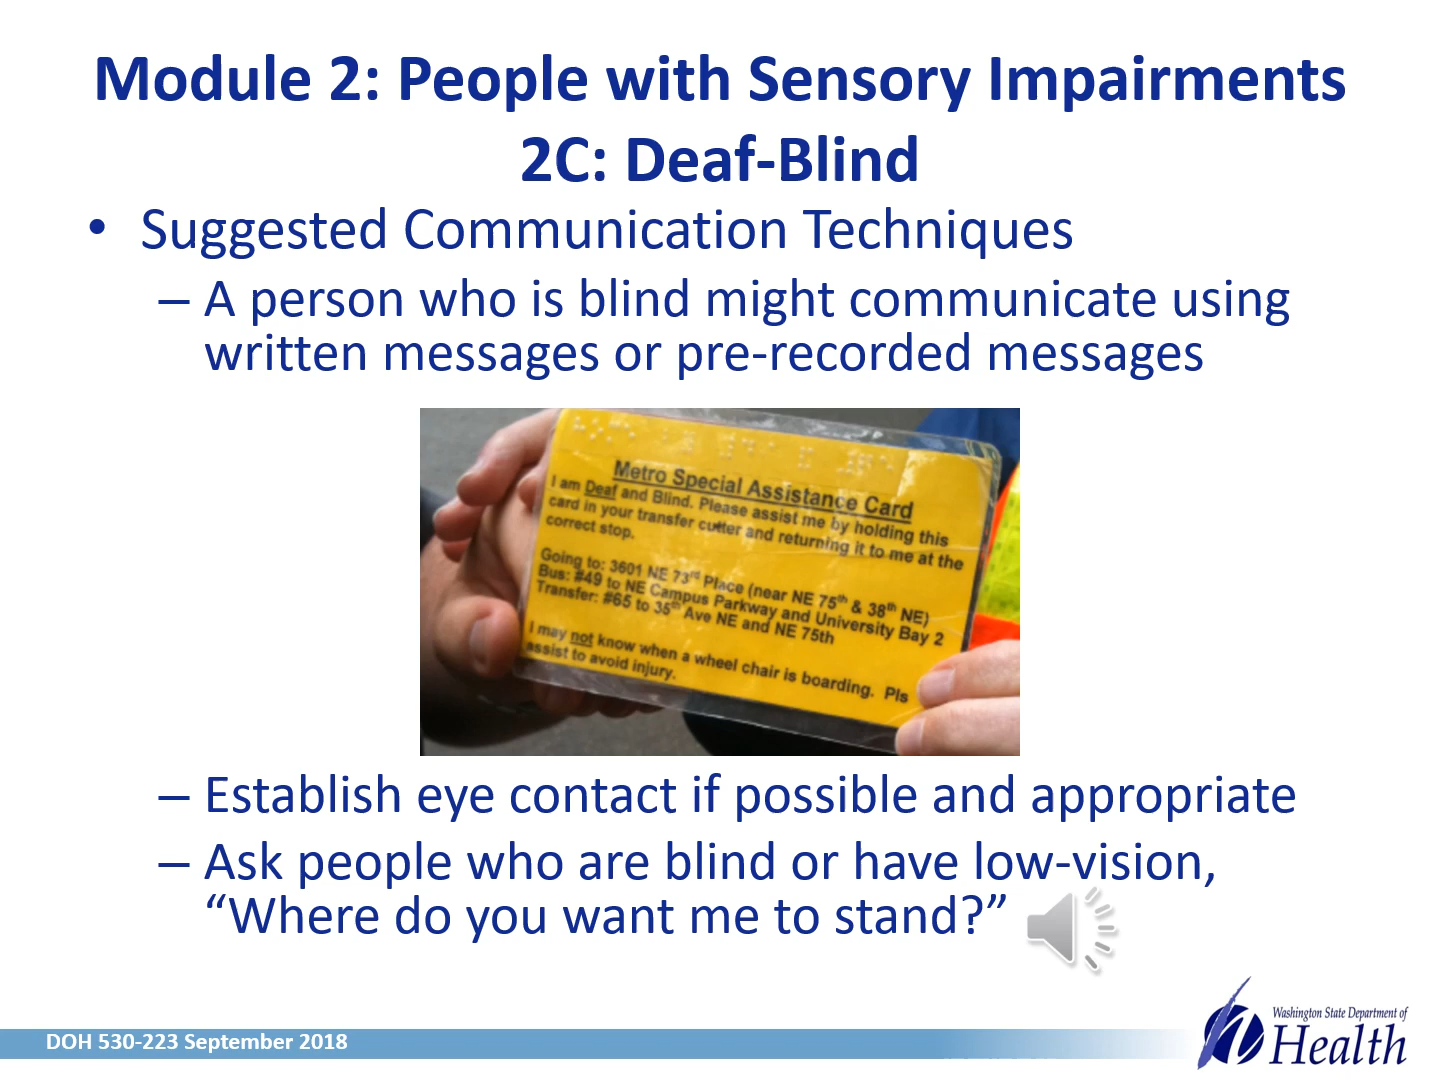 Module 2: People with Sensory Impairments
2C: Deaf-Blind
• Suggested Communication Techniques
– A person who is blind might communicate using
written messages or pre-recorded messages
Metro Special Assistance Card
I am Deaf and Blind. Please assist me by holding this
card in your transfer cutter and returning it to me at the
correct stop.
Going to: 3601 NE 73rd Place (near NE 75th & 38th NE)
Bus: #49 to NE Campus Parkway and University Bay 2
Transfer: #65 to 35th Ave NE and NE 75th
I may not know when a wheel chair is boarding. Pls
assist to avoid injury.
– Establish eye contact if possible and appropriate
– Ask people who are blind or have low-vision,
“Where do you want me to stand?”
DOH 530-223 September 2018
Washington State Department of
Health